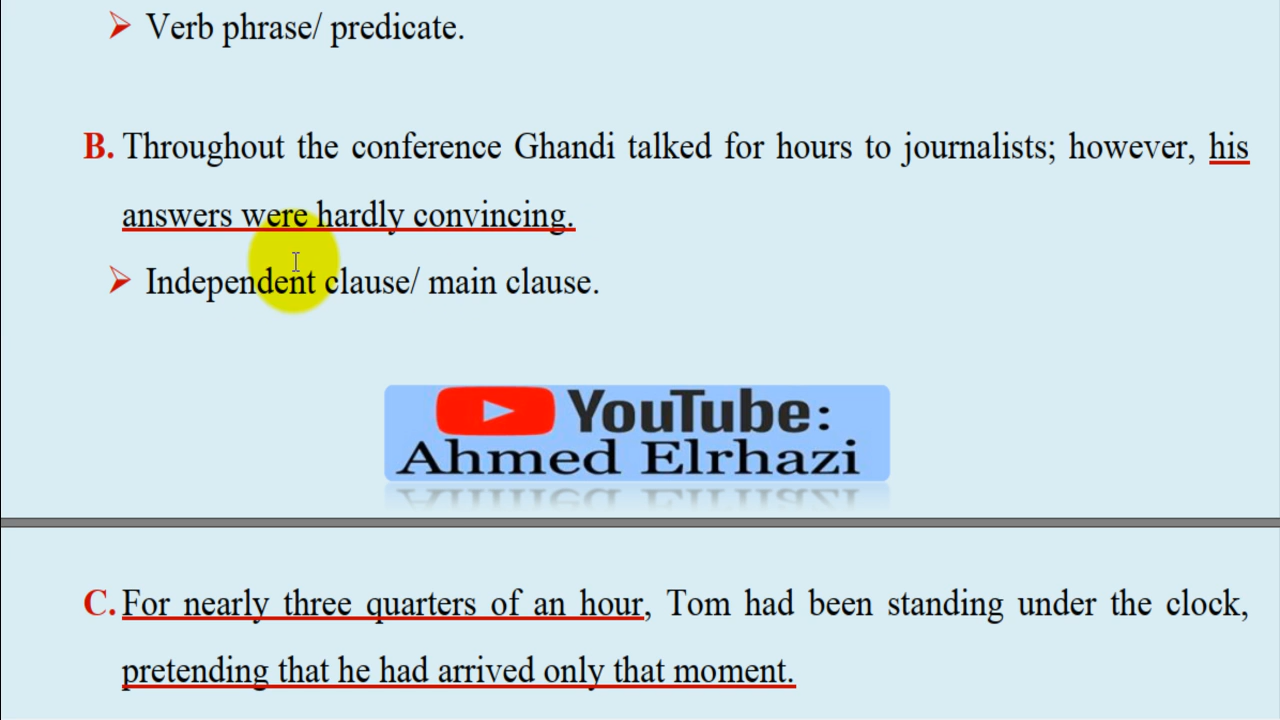 ➢ Verb phrase/ predicate.
B. Throughout the conference Ghandi talked for hours to journalists; however, his
answers were hardly convincing.
➢ Independent clause/ main clause.
YouTube:
Ahmed Elrhazi
C. For nearly three quarters of an hour, Tom had been standing under the clock,
pretending that he had arrived only that moment.